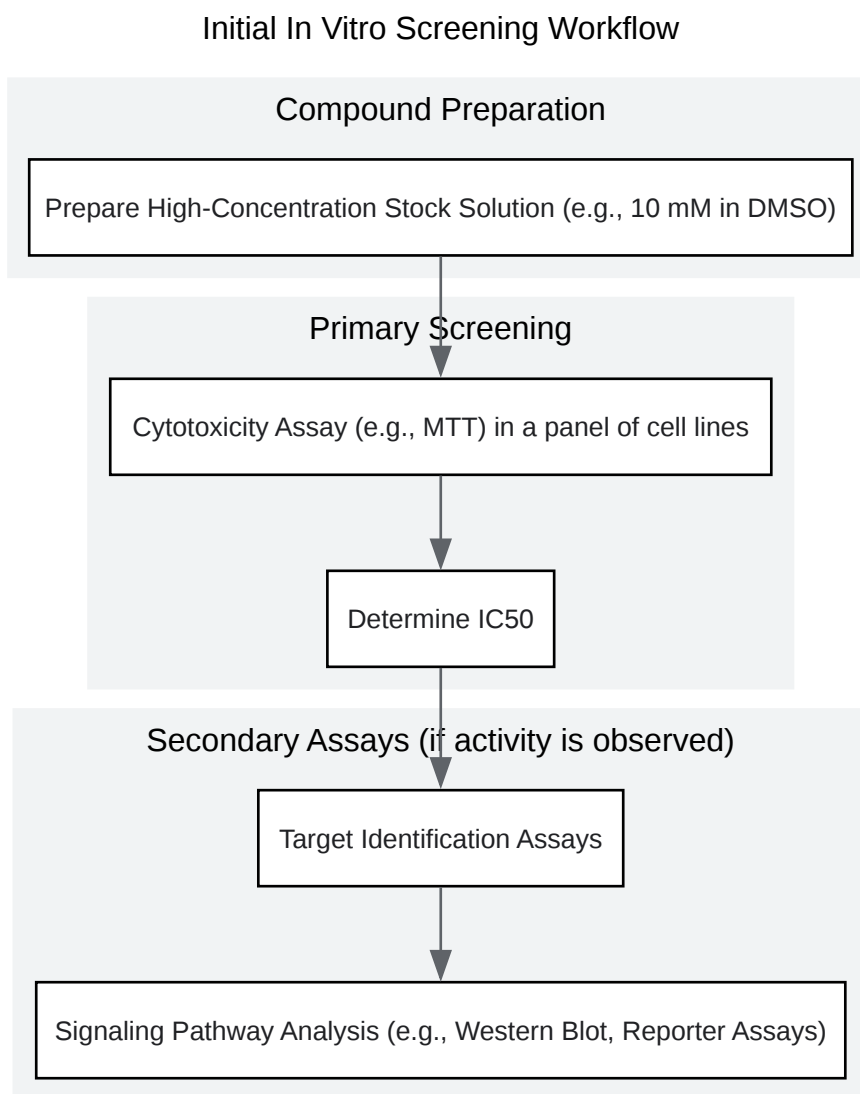 Initial In Vitro Screening Workflow
Compound Preparation
Prepare High-Concentration Stock Solution (e.g., 10 mM in DMSO)
Primary Screening
Cytotoxicity Assay (e.g., MTT) in a panel of cell lines
Determine IC50
Secondary Assays (if activity is observed)
Target Identification Assays
Signaling Pathway Analysis (e.g., Western Blot, Reporter Assays)